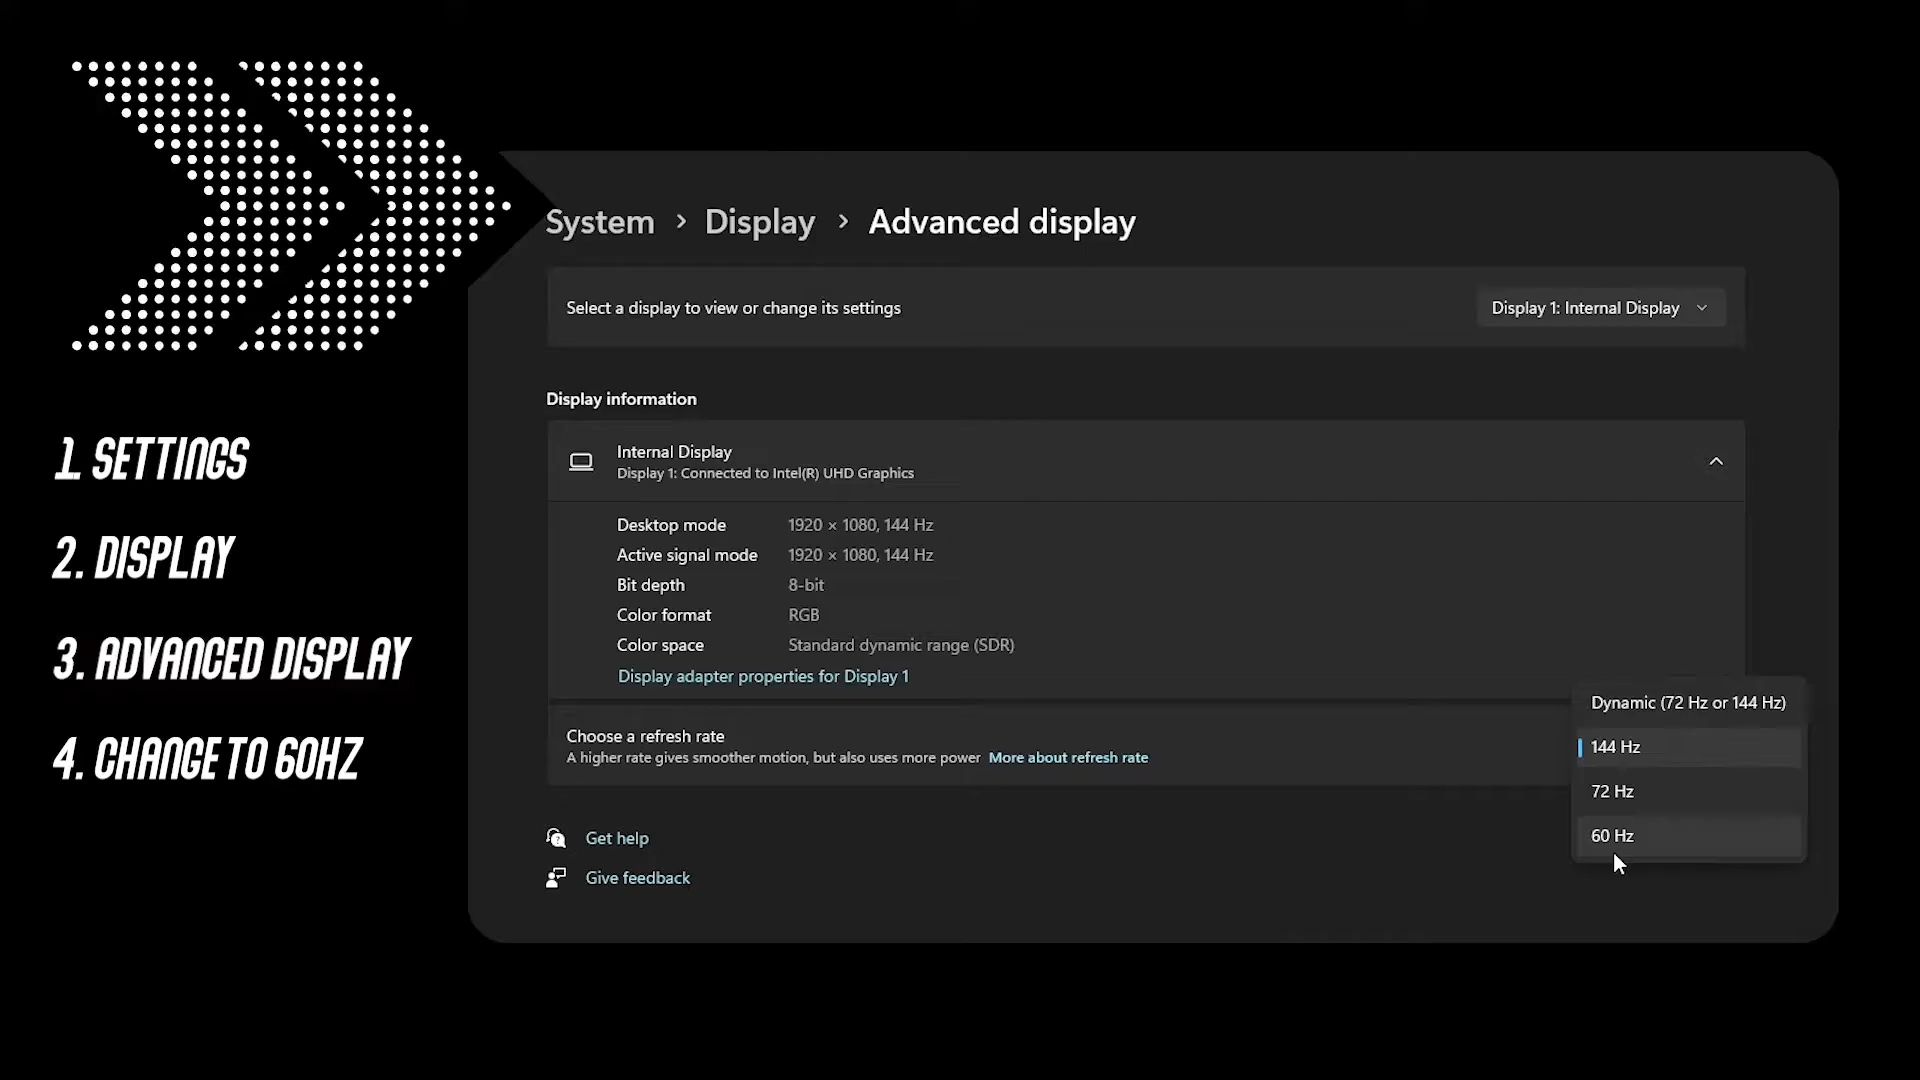 1. SETTINGS
2. DISPLAY
3. ADVANCED DISPLAY
4. CHANGE TO 60HZ
System > Display > Advanced display
Select a display to view or change its settings
Display 1: Internal Display
Display information
Internal Display
Display 1: Connected to Intel(R) UHD Graphics
Desktop mode 1920 × 1080, 144 Hz
Active signal mode 1920 × 1080, 144 Hz
Bit depth 8-bit
Color format RGB
Color space Standard dynamic range (SDR)
Display adapter properties for Display 1
Choose a refresh rate
A higher rate gives smoother motion, but also uses more power More about refresh rate
Dynamic (72 Hz or 144 Hz)
144 Hz
72 Hz
60 Hz
Get help
Give feedback